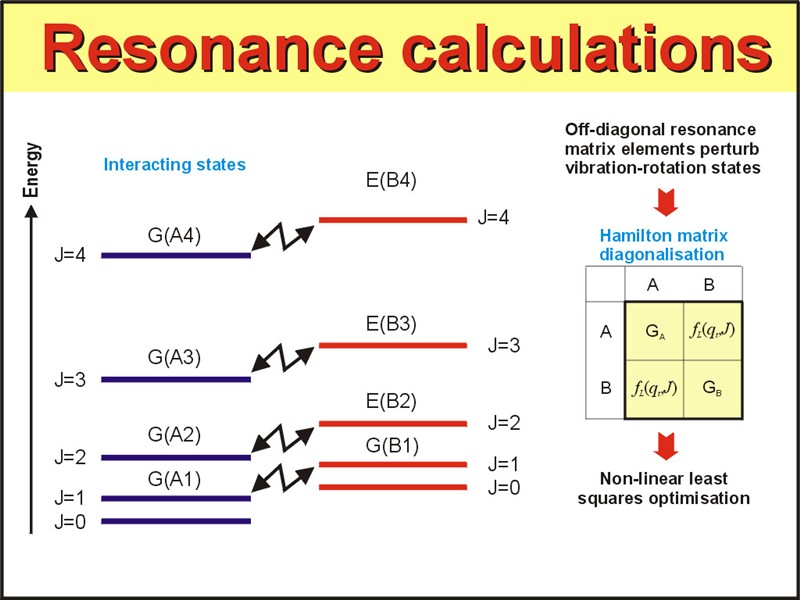 Resonance calculations
Energy
Interacting states
E(B4)
G(A4)
J=4
J=4
E(B3)
G(A3)
J=3
J=3
E(B2)
G(A2)
J=2
J=2
G(B1)
G(A1)
J=1
J=1
J=0
J=0
Off-diagonal resonance
matrix elements perturb
vibration-rotation states
Hamilton matrix
diagonalisation
A B
A G_A f_L(q_r,J)
B f_L(q_r,J) G_B
Non-linear least
squares optimisation